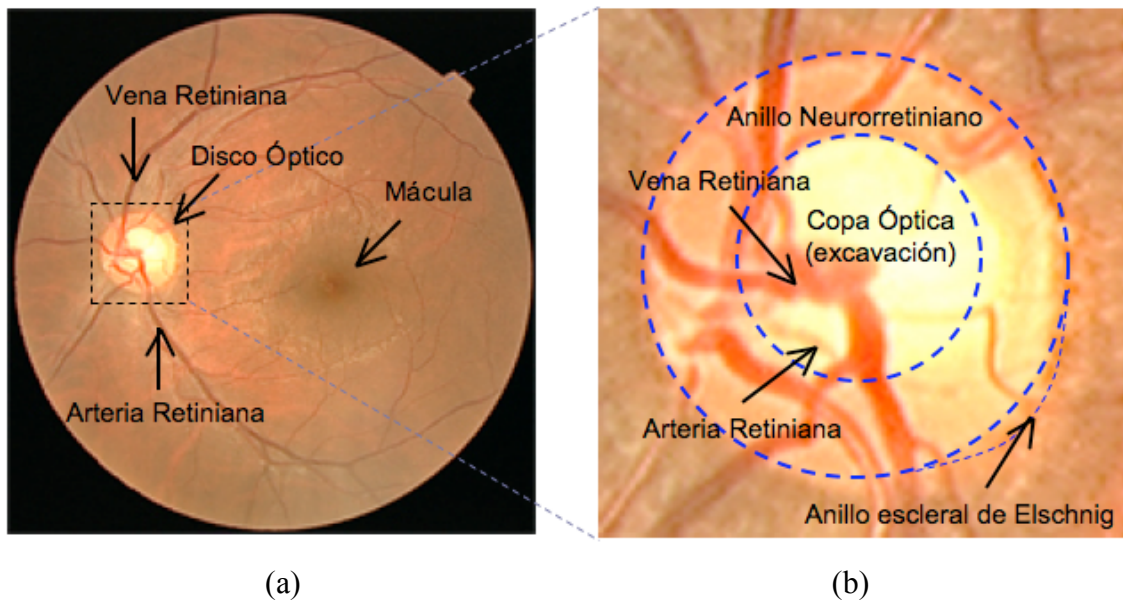 Vena Retiniana
Disco Óptico
Mácula
Arteria Retiniana
Anillo Neurorretiniano
Vena Retiniana
Copa Óptica
(excavación)
Arteria Retiniana
Anillo escleral de Elschnig
(a)
(b)